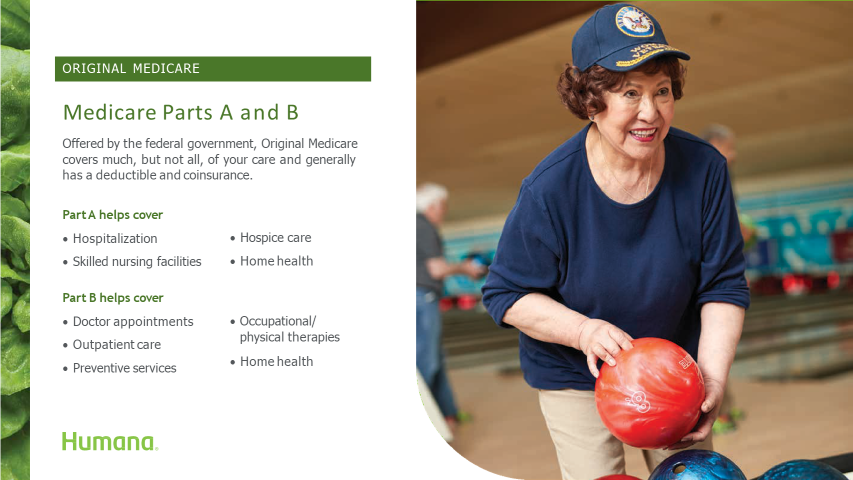 ORIGINAL MEDICARE
Medicare Parts A and B
Offered by the federal government, Original Medicare
covers much, but not all, of your care and generally
has a deductible and coinsurance.
Part A helps cover
• Hospitalization
• Skilled nursing facilities
• Hospice care
• Home health
Part B helps cover
• Doctor appointments
• Outpatient care
• Preventive services
• Occupational/
physical therapies
• Home health
Humana